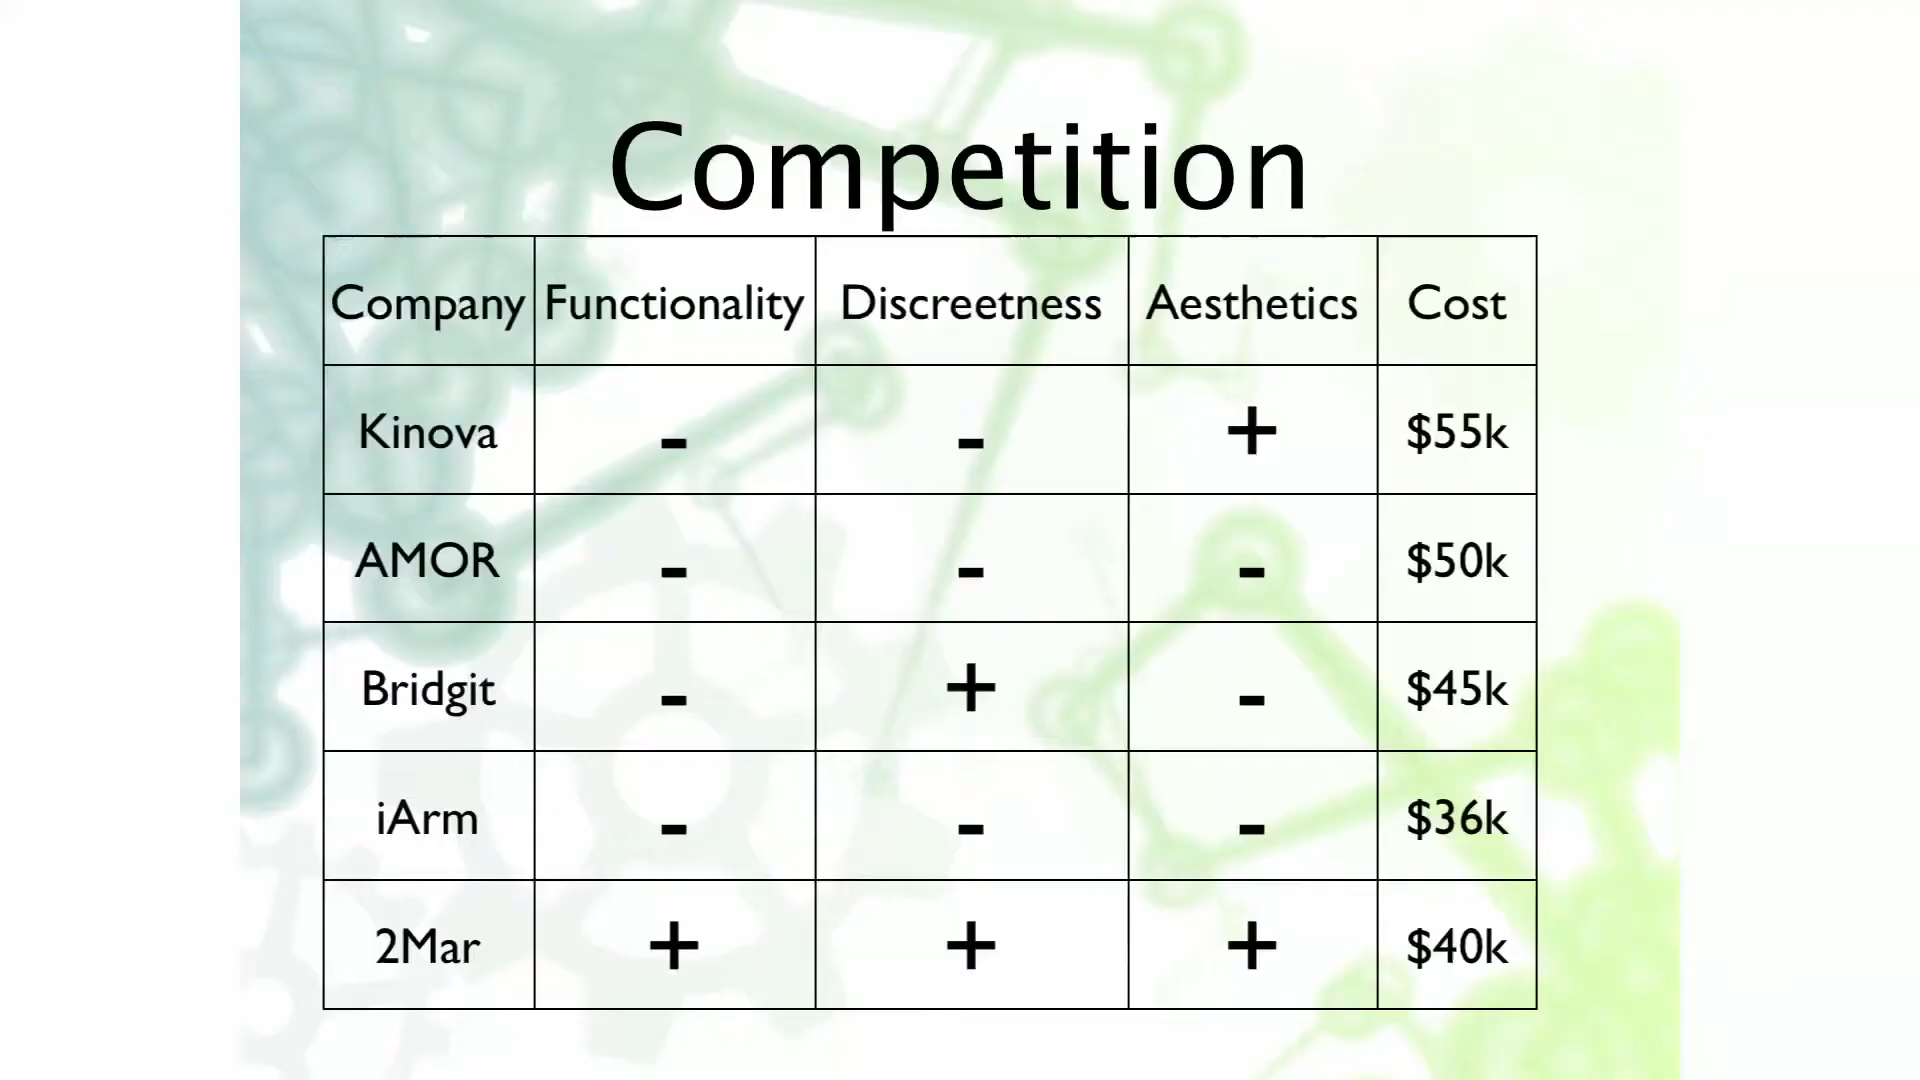 Competition
Company Functionality Discreetness Aesthetics Cost
Kinova - - + $55k
AMOR - - - $50k
Bridgit - + - $45k
iArm - - - $36k
2Mar + + + $40k